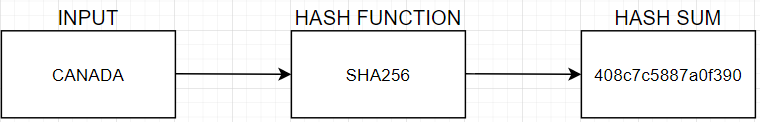 INPUT
HASH FUNCTION
HASH SUM
CANADA
SHA256
408c7c5887a0f390